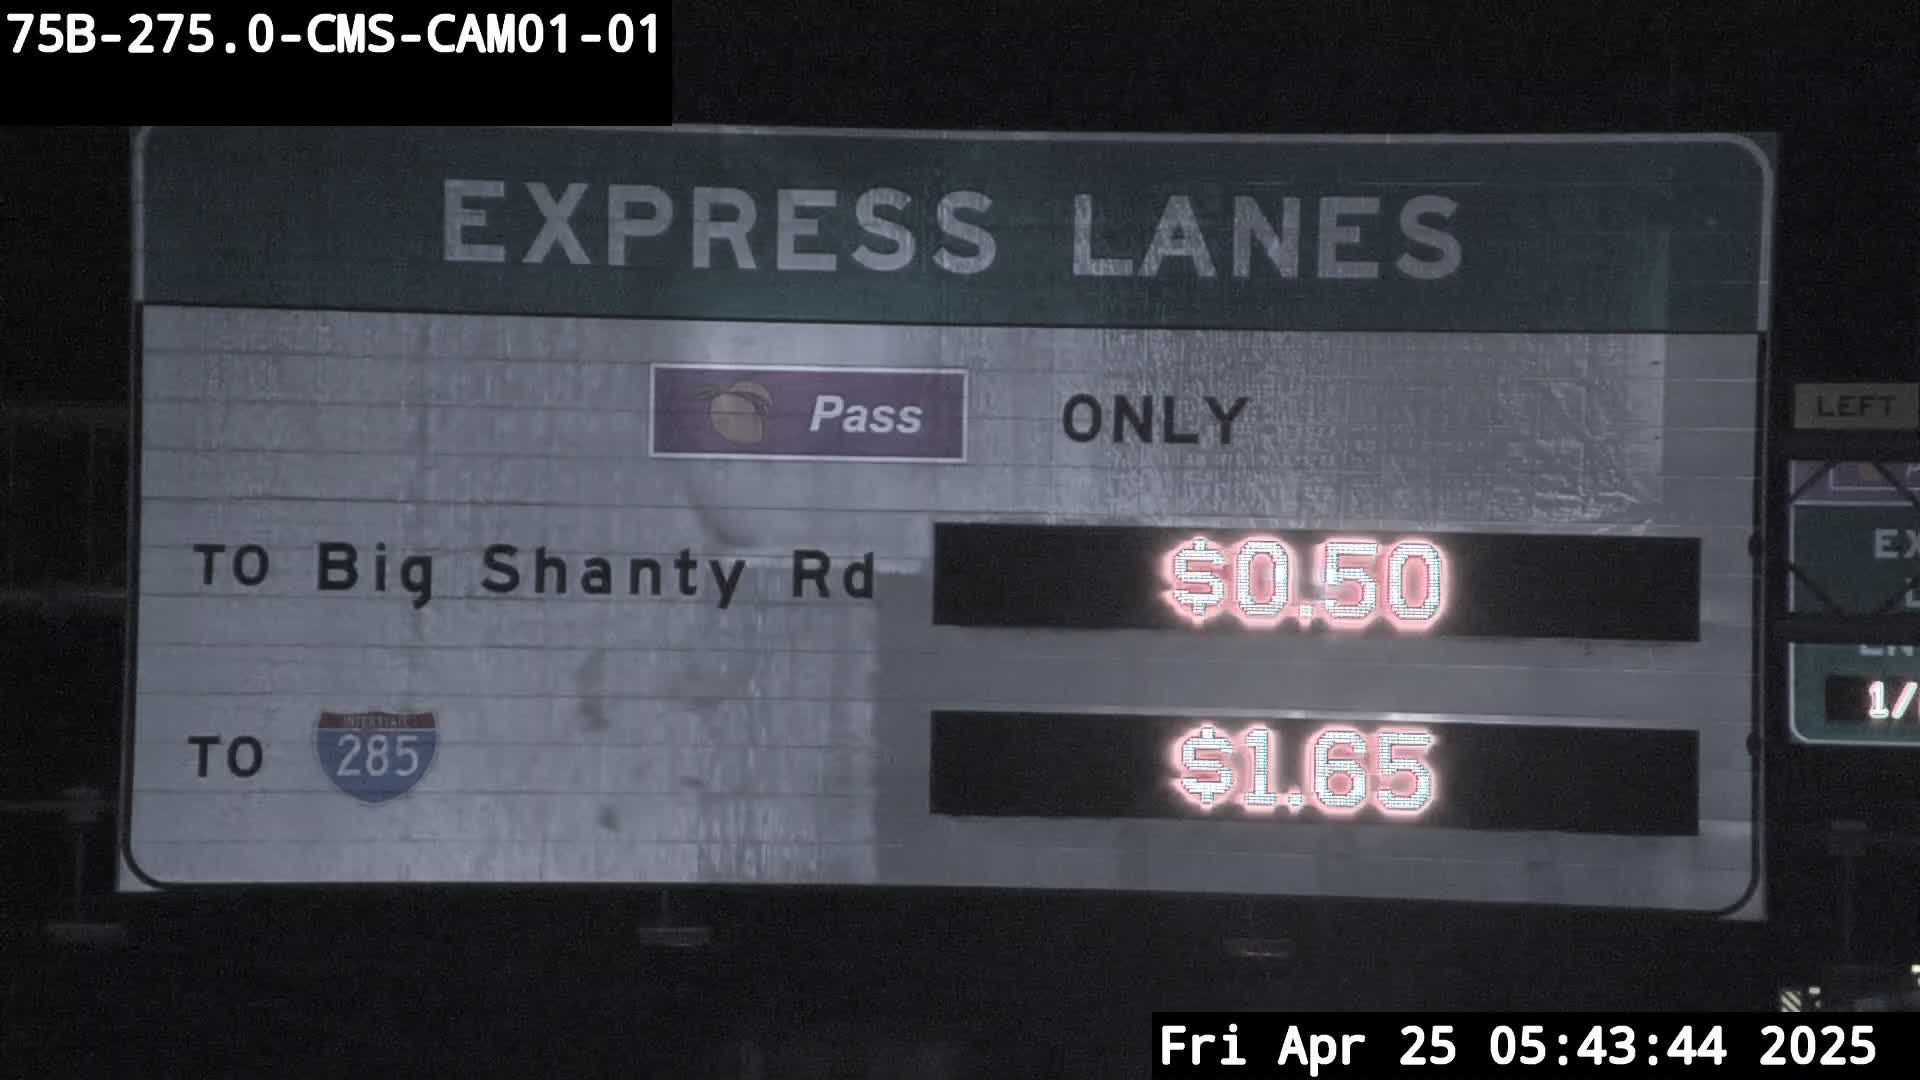 75B-275.0-CMS-CAM01-01
EXPRESS LANES
Pass ONLY
LEFT
TO Big Shanty Rd $0.50
TO INTERSTATE 285 $1.65
Fri Apr 25 05:43:44 2025